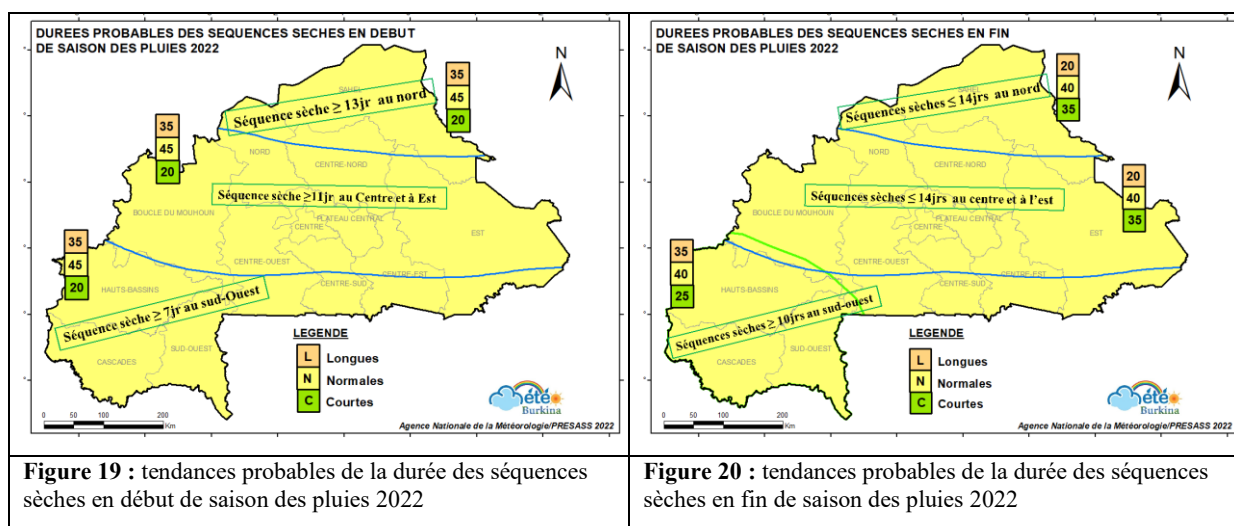 DUREES PROBABLES DES SEQUENCES SECHES EN DEBUT
DE SAISON DES PLUIES 2022
N
35
45
20
SAHEL
Séquence sèche ≥ 13jr au nord
35
45
20
NORD
CENTRE-NORD
Séquence sèche ≥11jr au Centre et à Est
BOUCLE DU MOUHOUN
PLATEAU CENTRAL
CENTRE
EST
35
45
20
CENTRE-OUEST
CENTRE-EST
HAUTS-BASSINS
CENTRE-SUD
Séquence sèche ≥ 7jr au sud-Ouest
CASCADES
SUD-OUEST
LEGENDE
L Longues
N Normales
C Courtes
0 50 100 200
Km
Météo
Burkina
Agence Nationale de la Météorologie/PRESASS 2022
Figure 19 : tendances probables de la durée des séquences
sèches en début de saison des pluies 2022
DUREES PROBABLES DES SEQUENCES SECHES EN FIN
DE SAISON DES PLUIES 2022
N
20
40
35
SAHEL
Séquences sèches ≤ 14jrs au nord
NORD
CENTRE-NORD
20
40
35
Séquences sèches ≤ 14jrs au centre et à l'est
BOUCLE DU MOUHOUN
PLATEAU CENTRAL
CENTRE
EST
35
40
25
CENTRE-OUEST
CENTRE-EST
HAUTS-BASSINS
CENTRE-SUD
Séquences sèches ≥ 10jrs au sud-ouest
CASCADES
SUD-OUEST
LEGENDE
L Longues
N Normales
C Courtes
0 50 100 200
Km
Météo
Burkina
Agence Nationale de la Météorologie/PRESASS 2022
Figure 20 : tendances probables de la durée des séquences
sèches en fin de saison des pluies 2022